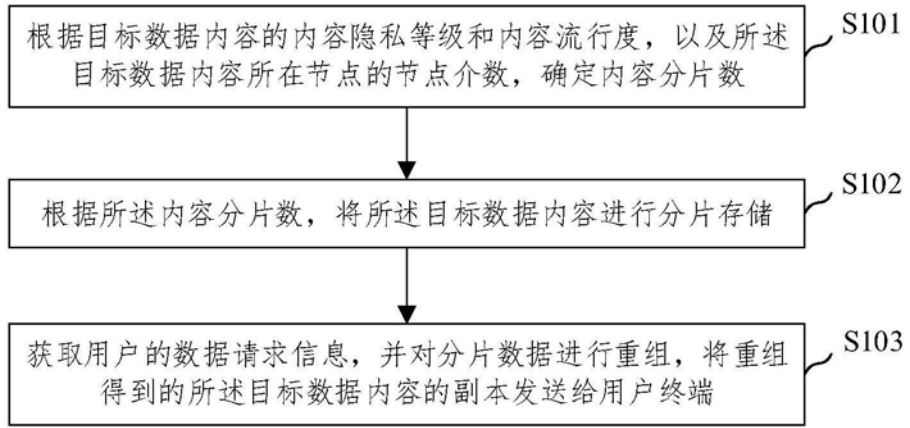 根据目标数据内容的内容隐私等级和内容流行度，以及所述
目标数据内容所在节点的节点介数，确定内容分片数
S101
根据所述内容分片数，将所述目标数据内容进行分片存储
S102
获取用户的数据请求信息，并对分片数据进行重组，将重组
得到的所述目标数据内容的副本发送给用户终端
S103